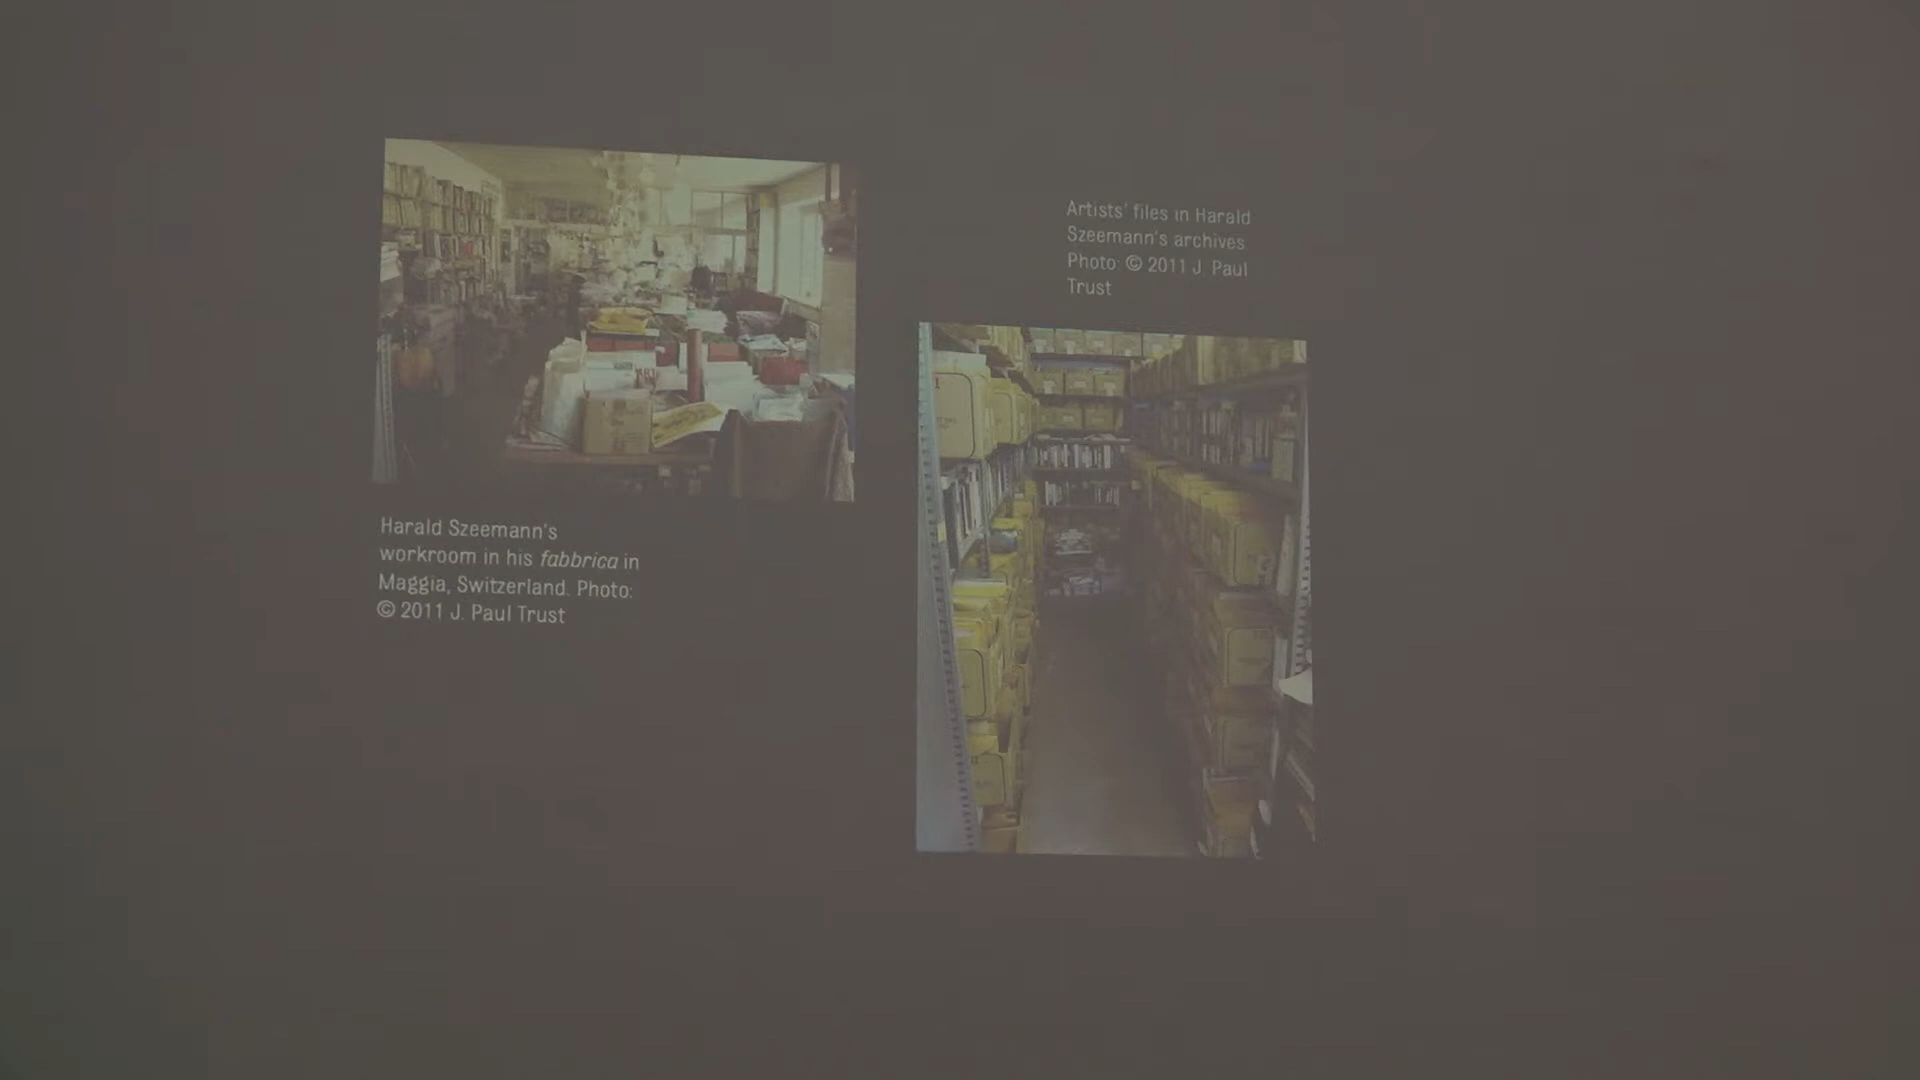 Harald Szeemann's
workroom in his fabbrica in
Maggia, Switzerland. Photo:
© 2011 J. Paul Trust
Artists' files in Harald
Szeemann's archives
Photo: © 2011 J. Paul
Trust